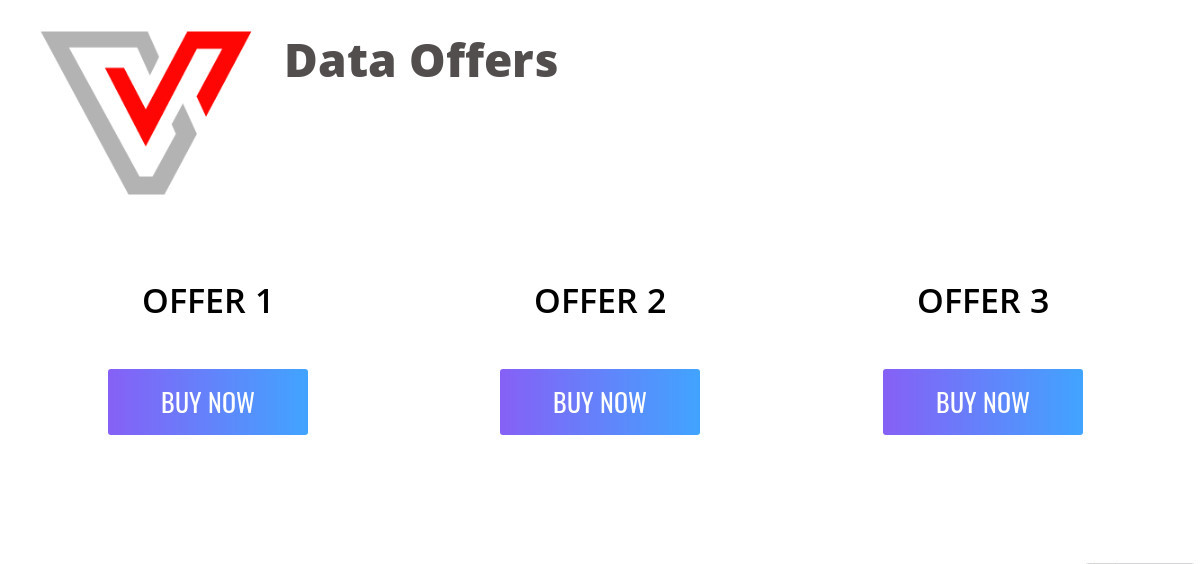 Data Offers
OFFER 1
OFFER 2
OFFER 3
BUY NOW
BUY NOW
BUY NOW